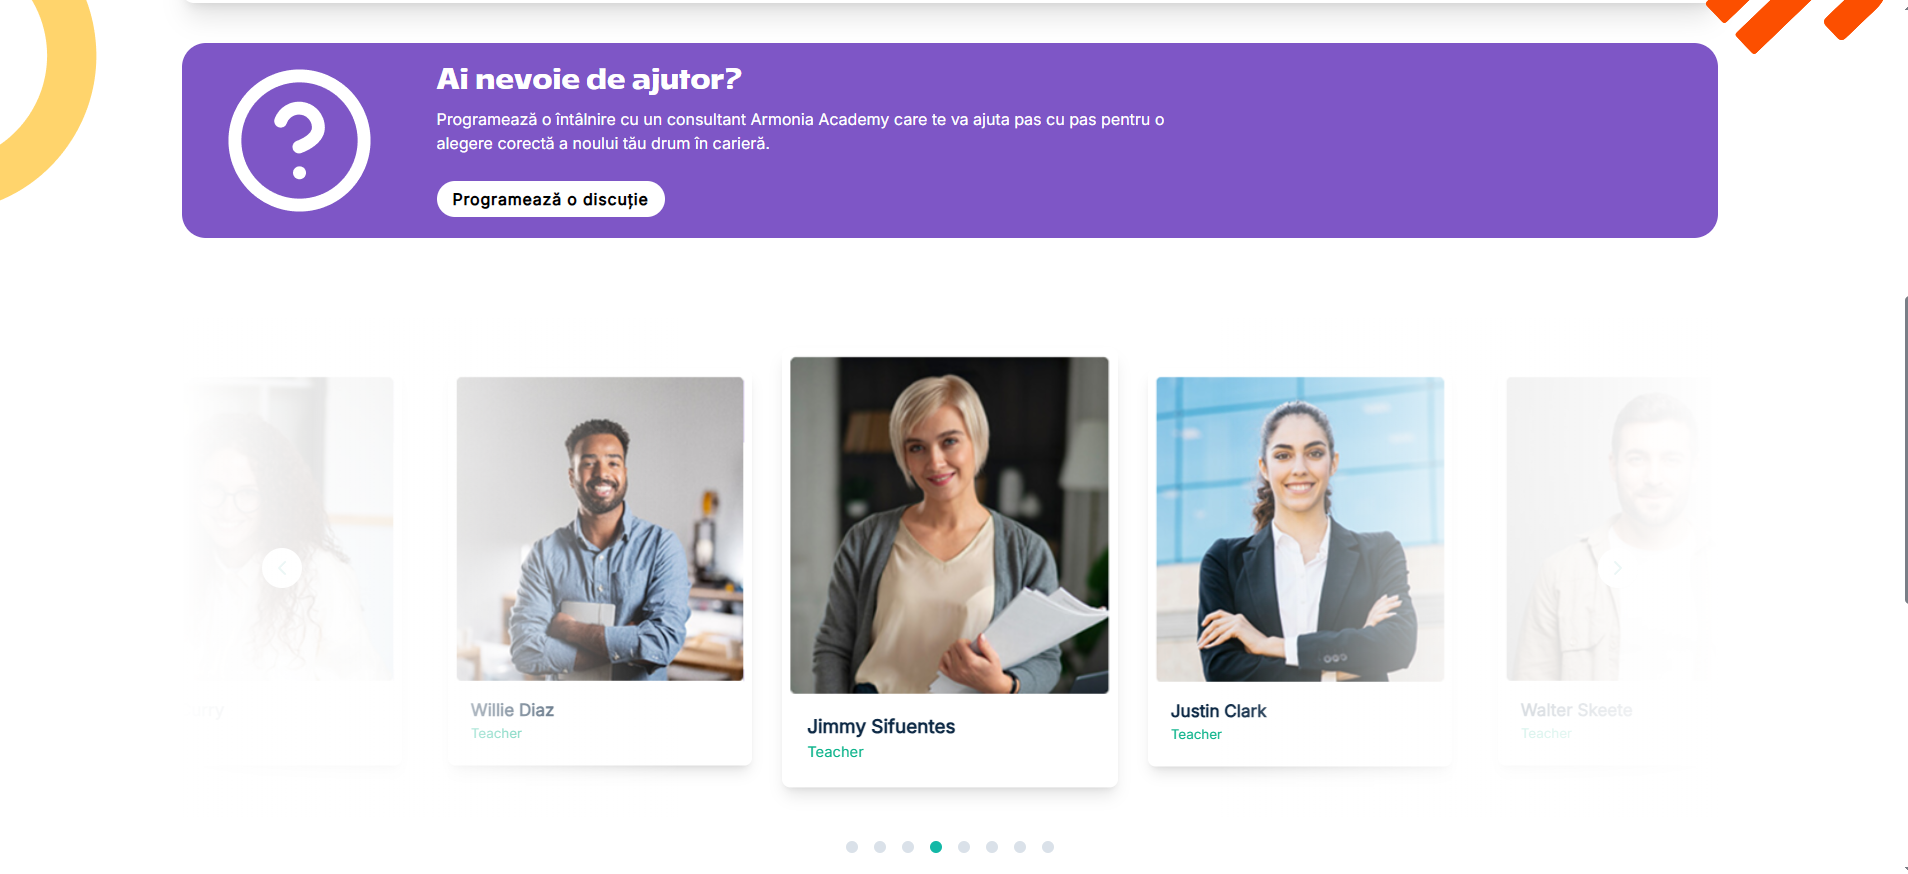 Ai nevoie de ajutor?
Programează o întâlnire cu un consultant Armonia Academy care te va ajuta pas cu pas pentru o
alegere corectă a noului tău drum în carieră.
Programează o discuție
Willie Diaz
Teacher
Jimmy Sifuentes
Teacher
Justin Clark
Teacher
Walter Skeete
Teacher